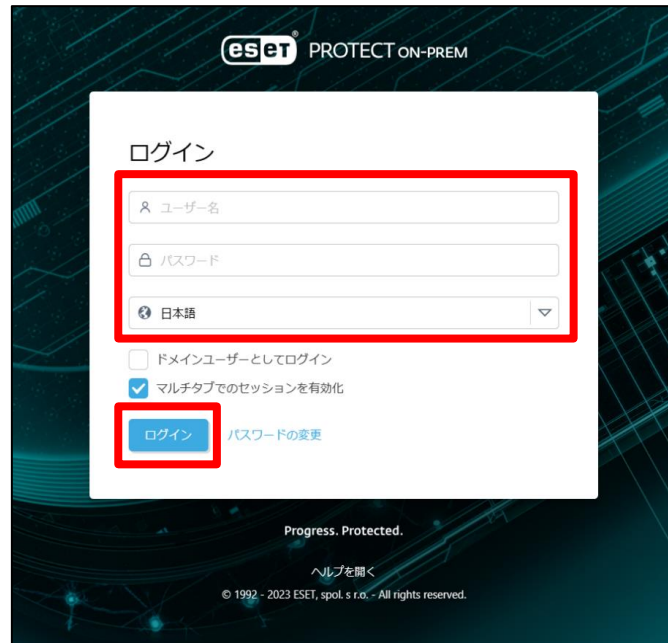 eset® PROTECT ON-PREM
ログイン
ユーザー名
パスワード
日本語
ドメインユーザーとしてログイン
マルチタブでのセッションを有効化
ログイン パスワードの変更
Progress. Protected.
ヘルプを開く
© 1992 - 2023 ESET, spol. s r.o. - All rights reserved.